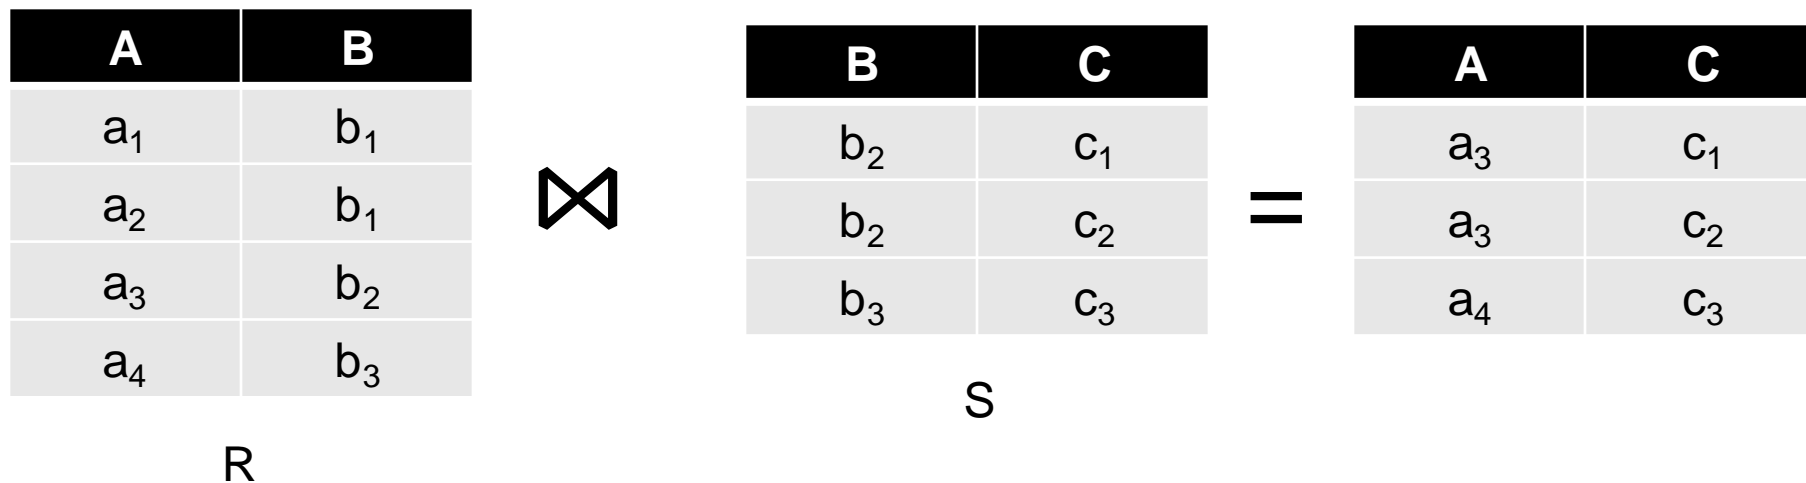 A B
a₁ b₁
a₂ b₁
a₃ b₂
a₄ b₃
R
⋈
B C
b₂ c₁
b₂ c₂
b₃ c₃
S
=
A C
a₃ c₁
a₃ c₂
a₄ c₃